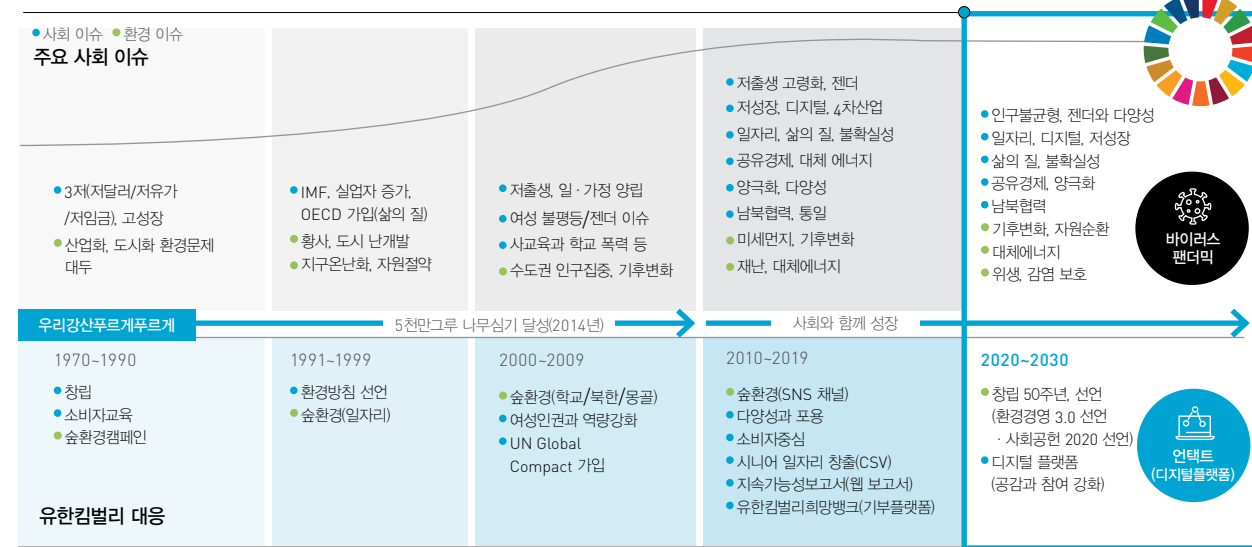 사회 이슈 환경 이슈
주요 사회 이슈
3저(저달러/저유가
/저임금), 고성장
산업화, 도시화 환경문제
대두
IMF, 실업자 증가,
OECD 가입(삶의 질)
황사, 도시 난개발
지구온난화, 자원절약
저출생, 일 · 가정 양립
여성 불평등/젠더 이슈
사교육과 학교 폭력 등
수도권 인구집중, 기후변화
저출생 고령화, 젠더
저성장, 디지털, 4차산업
일자리, 삶의 질, 불확실성
공유경제, 대체 에너지
양극화, 다양성
남북협력, 통일
미세먼지, 기후변화
재난, 대체에너지
인구불균형, 젠더와 다양성
일자리, 디지털, 저성장
삶의 질, 불확실성
공유경제, 양극화
남북협력
기후변화, 자원순환
대체에너지
위생, 감염 보호
바이러스
팬더믹
우리강산푸르게푸르게
5천만그루 나무심기 달성(2014년)
사회와 함께 성장
1970~1990
창립
소비자교육
숲환경캠페인
1991~1999
환경방침 선언
숲환경(일자리)
2000~2009
숲환경(학교/북한/몽골)
여성인권과 역량강화
UN Global
Compact 가입
2010~2019
숲환경(SNS 채널)
다양성과 포용
소비자중심
시니어 일자리 창출(CSV)
지속가능성보고서(웹 보고서)
유한킴벌리희망뱅크(기부플랫폼)
2020~2030
창립 50주년, 선언
(환경경영 3.0 선언
· 사회공헌 2020 선언)
디지털 플랫폼
(공감과 참여 강화)
언택트
(디지털플랫폼)
유한킴벌리 대응